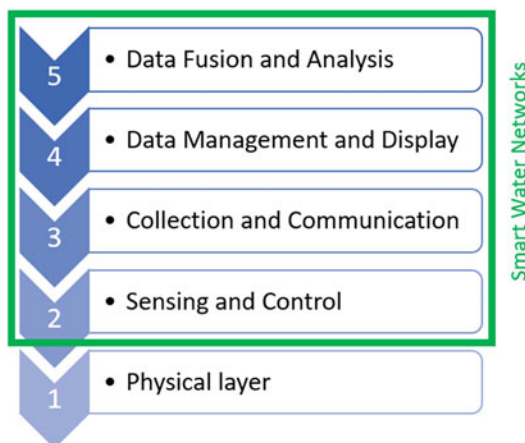 5
• Data Fusion and Analysis
4
• Data Management and Display
3
• Collection and Communication
2
• Sensing and Control
1
• Physical layer
Smart Water Networks